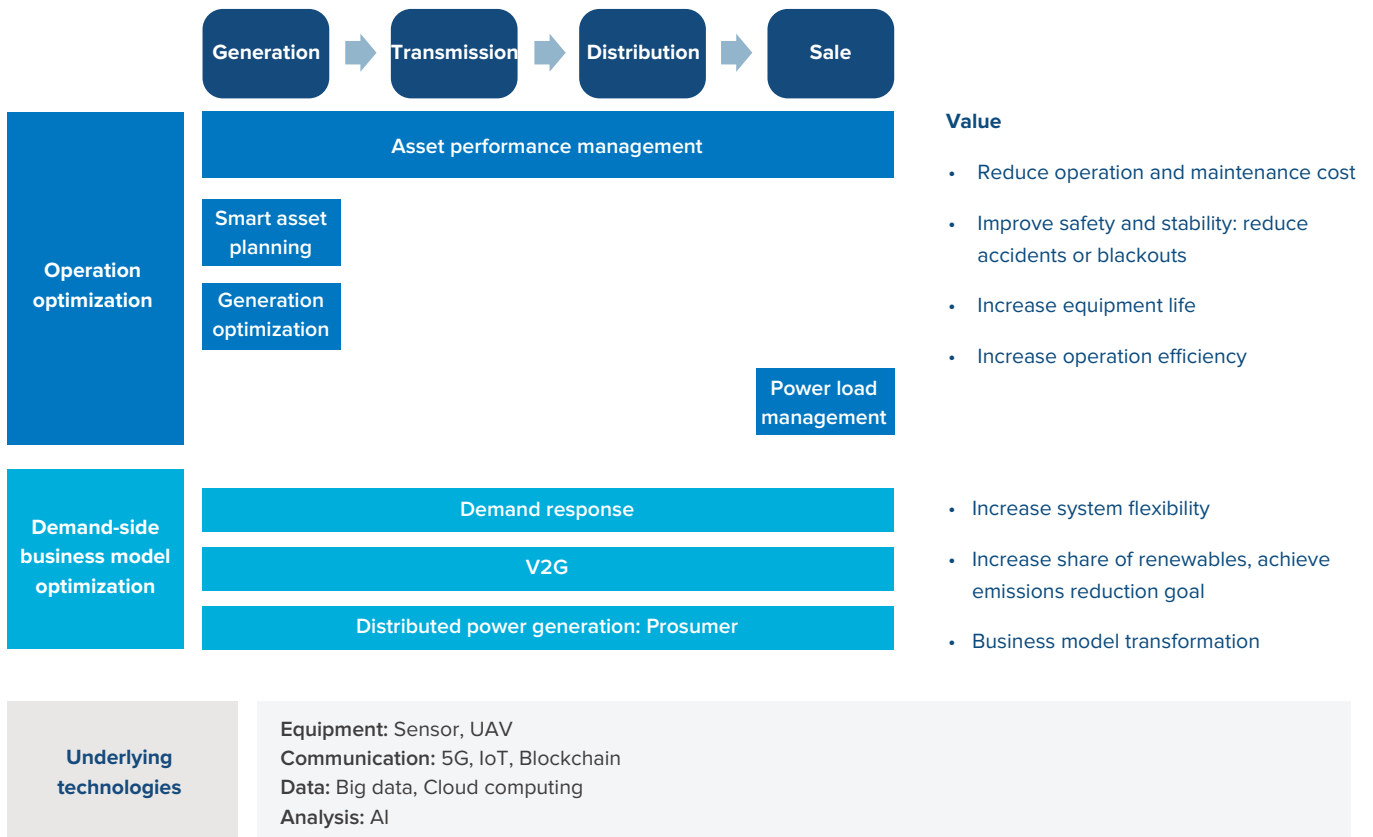 Generation
Transmission
Distribution
Sale
Operation
optimization
Asset performance management
Smart asset
planning
Generation
optimization
Power load
management
Value
• Reduce operation and maintenance cost
• Improve safety and stability: reduce
accidents or blackouts
• Increase equipment life
• Increase operation efficiency
Demand-side
business model
optimization
Demand response
V2G
Distributed power generation: Prosumer
• Increase system flexibility
• Increase share of renewables, achieve
emissions reduction goal
• Business model transformation
Underlying
technologies
Equipment: Sensor, UAV
Communication: 5G, IoT, Blockchain
Data: Big data, Cloud computing
Analysis: AI